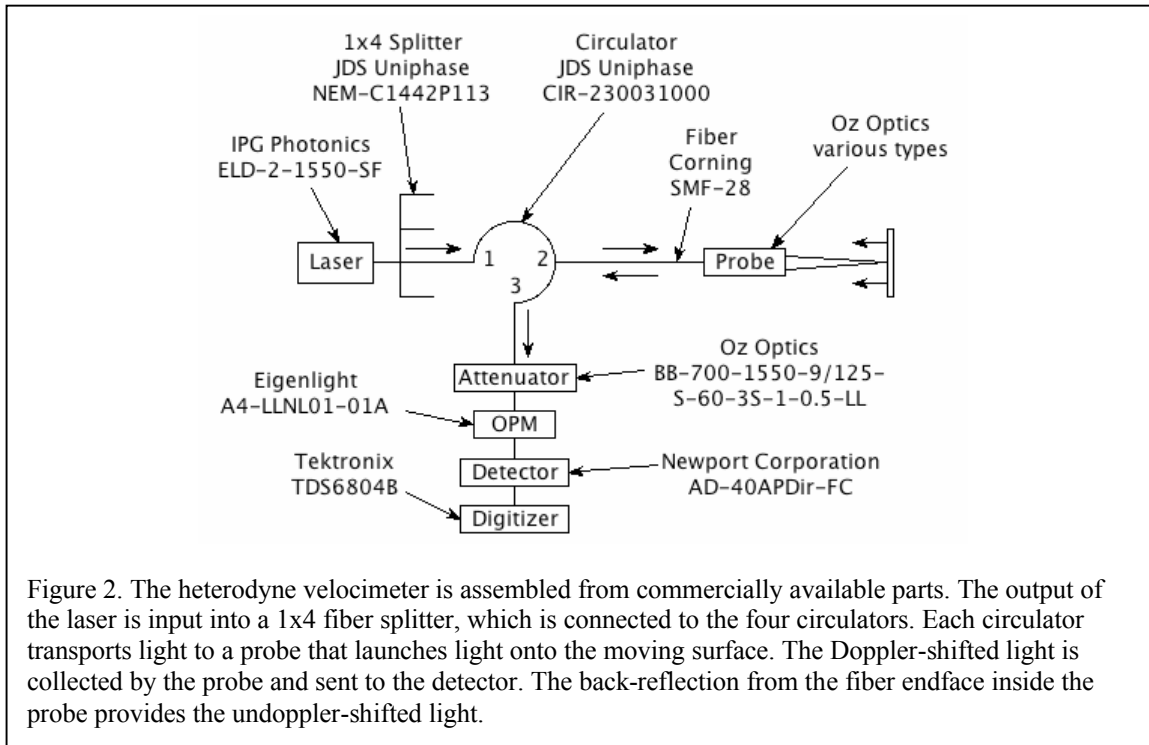 1x4 Splitter
JDS Uniphase
NEM-C1442P113
Circulator
JDS Uniphase
CIR-230031000
IPG Photonics
ELD-2-1550-SF
Fiber
Corning
SMF-28
Oz Optics
various types
Laser
1
2
3
Probe
Attenuator
Oz Optics
BB-700-1550-9/125-
S-60-3S-1-0.5-LL
Eigenlight
A4-LLNL01-01A
OPM
Tektronix
TDS6804B
Detector
Newport Corporation
AD-40APDir-FC
Digitizer
Figure 2. The heterodyne velocimeter is assembled from commercially available parts. The output of
the laser is input into a 1x4 fiber splitter, which is connected to the four circulators. Each circulator
transports light to a probe that launches light onto the moving surface. The Doppler-shifted light is
collected by the probe and sent to the detector. The back-reflection from the fiber endface inside the
probe provides the undoppler-shifted light.